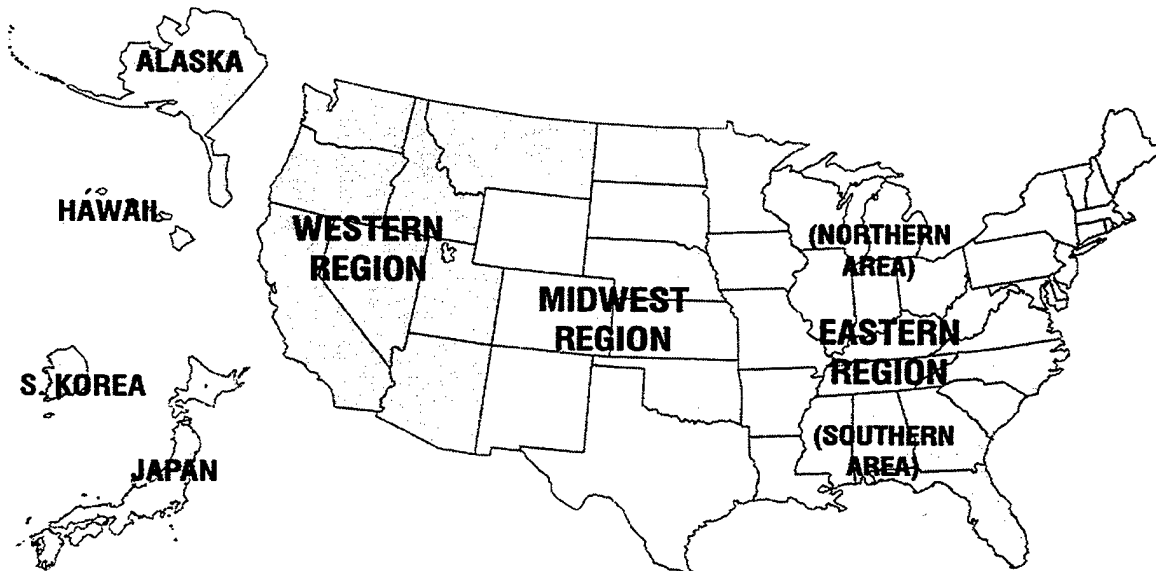 ALASKA
HAWAII
WESTERN
REGION
(NORTHERN
AREA)
MIDWEST
REGION
EASTERN
REGION
S. KOREA
(SOUTHERN
AREA)
JAPAN